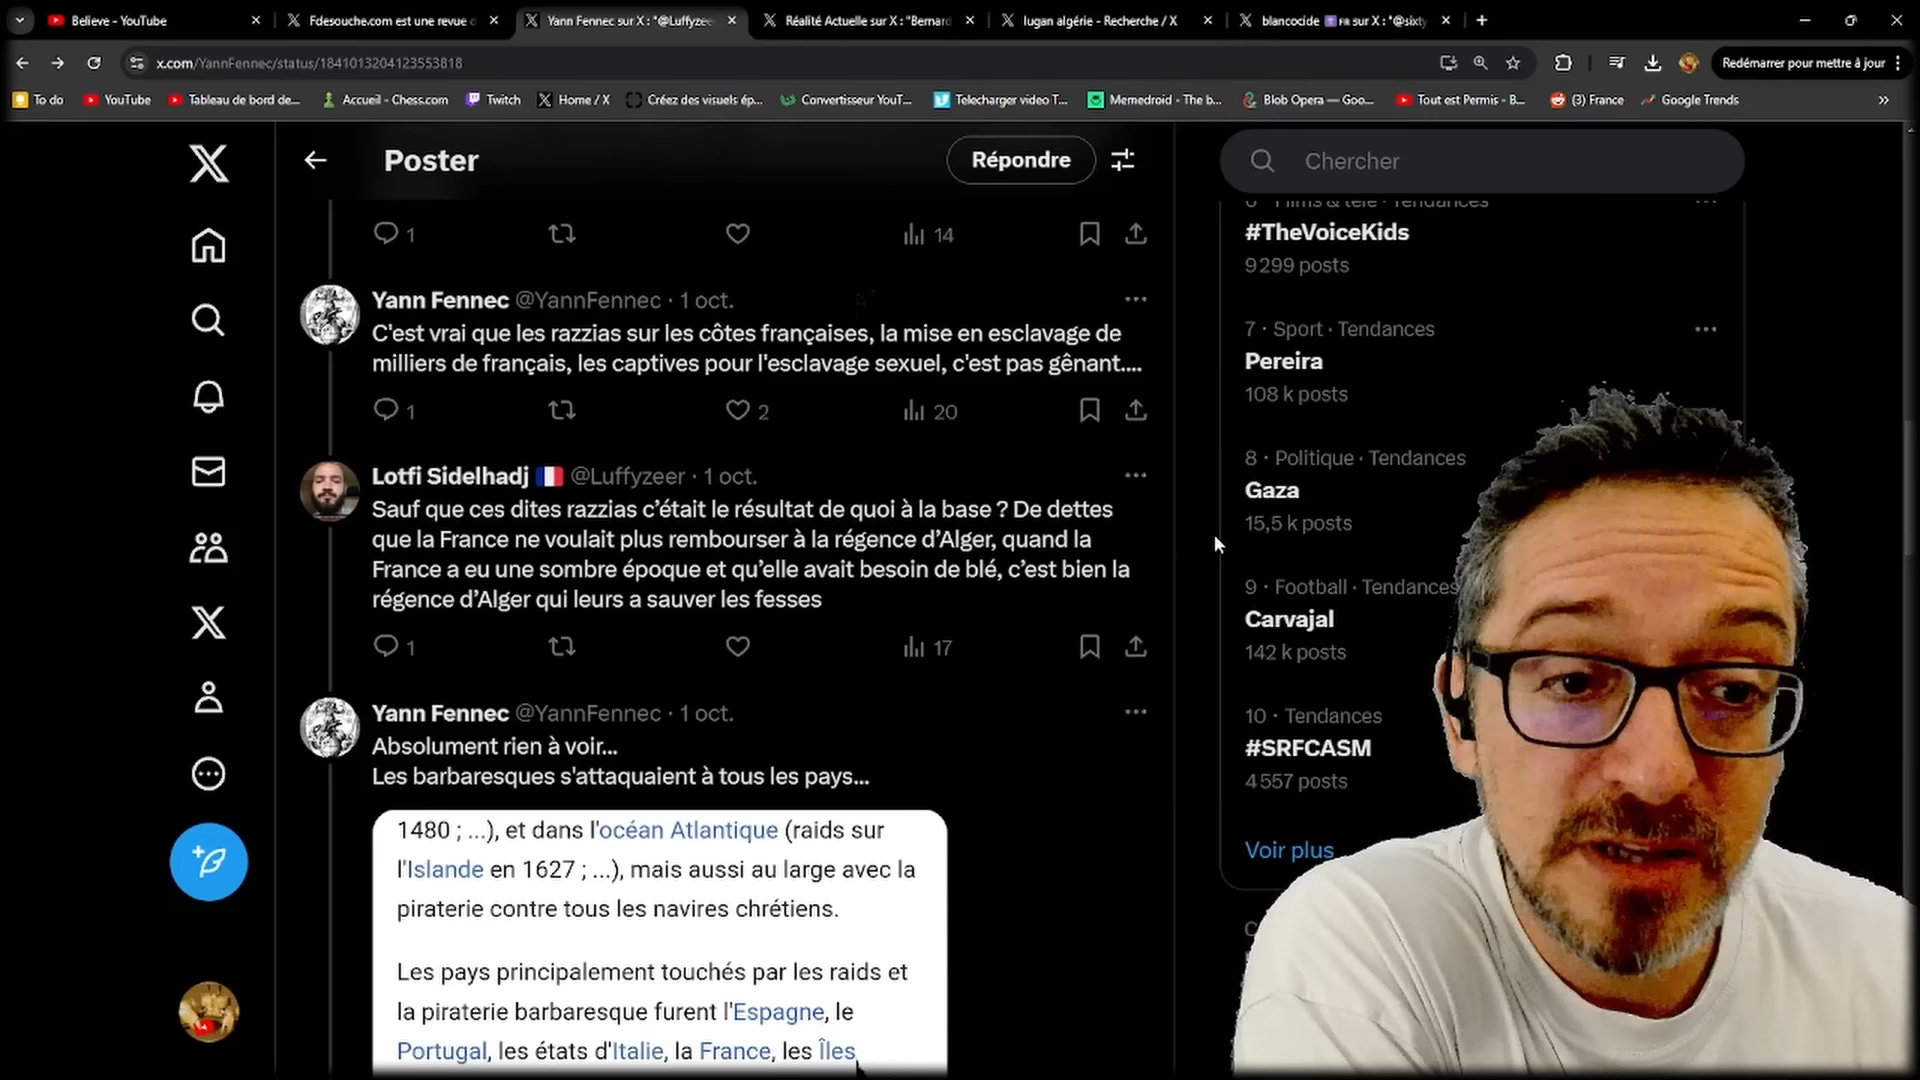 Believe - YouTube
Fdesouche.com est une revue d
Yann Fennec sur X : "@Luffyzee
Réalité Actuelle sur X : "Bernard
lugan algérie - Recherche / X
blancocide FR sur X : "@sixty
x.com/YannFennec/status/1841013204123553818
Redémarrer pour mettre à jour
To do
YouTube
Tableau de bord de...
Accueil - Chess.com
Twitch
Home / X
Créez des visuels ép...
Convertisseur YouT...
Telecharger video T...
Memedroid - The b...
Blob Opera — Goo...
Tout est Permis - B...
(3) France
Google Trends
Poster
Répondre
Chercher
1
14
Yann Fennec @YannFennec · 1 oct.
C'est vrai que les razzias sur les côtes françaises, la mise en esclavage de
milliers de français, les captives pour l'esclavage sexuel, c'est pas gênant....
1
2
20
Lotfi Sidelhadj @Luffyzeer · 1 oct.
Sauf que ces dites razzias c’était le résultat de quoi à la base ? De dettes
que la France ne voulait plus rembourser à la régence d’Alger, quand la
France a eu une sombre époque et qu’elle avait besoin de blé, c’est bien la
régence d’Alger qui leurs a sauver les fesses
1
17
Yann Fennec @YannFennec · 1 oct.
Absolument rien à voir...
Les barbaresques s'attaquaient à tous les pays...
1480 ; ...), et dans l'océan Atlantique (raids sur
l'Islande en 1627 ; ...), mais aussi au large avec la
piraterie contre tous les navires chrétiens.
Les pays principalement touchés par les raids et
la piraterie barbaresque furent l'Espagne, le
Portugal, les états d'Italie, la France, les Îles
6 · Films & télé · Tendances
#TheVoiceKids
9 299 posts
7 · Sport · Tendances
Pereira
108 k posts
8 · Politique · Tendances
Gaza
15,5 k posts
9 · Football · Tendances
Carvajal
142 k posts
10 · Tendances
#SRFCASM
4 557 posts
Voir plus